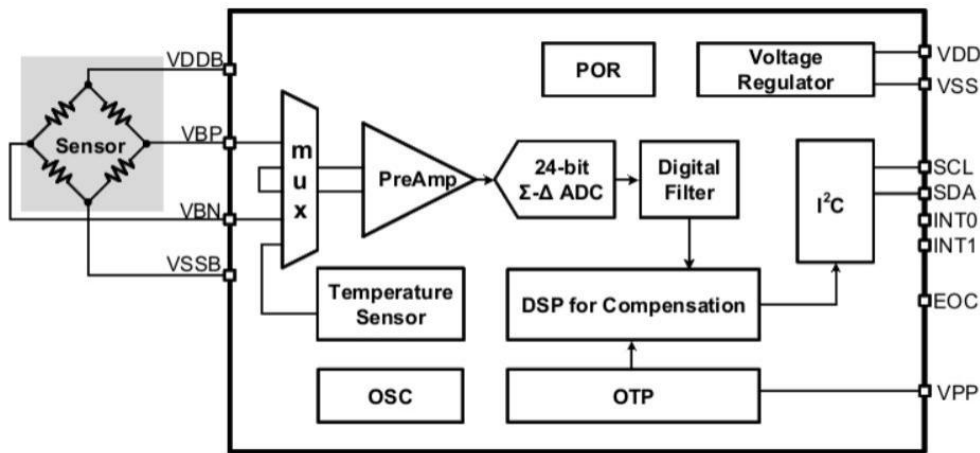 VDDB
Sensor
VBP
VBN
VSSB
m
u
x
PreAmp
24-bit
Σ-Δ ADC
Digital
Filter
POR
Voltage
Regulator
I²C
Temperature
Sensor
DSP for Compensation
OSC
OTP
VDD
VSS
SCL
SDA
INT0
INT1
EOC
VPP